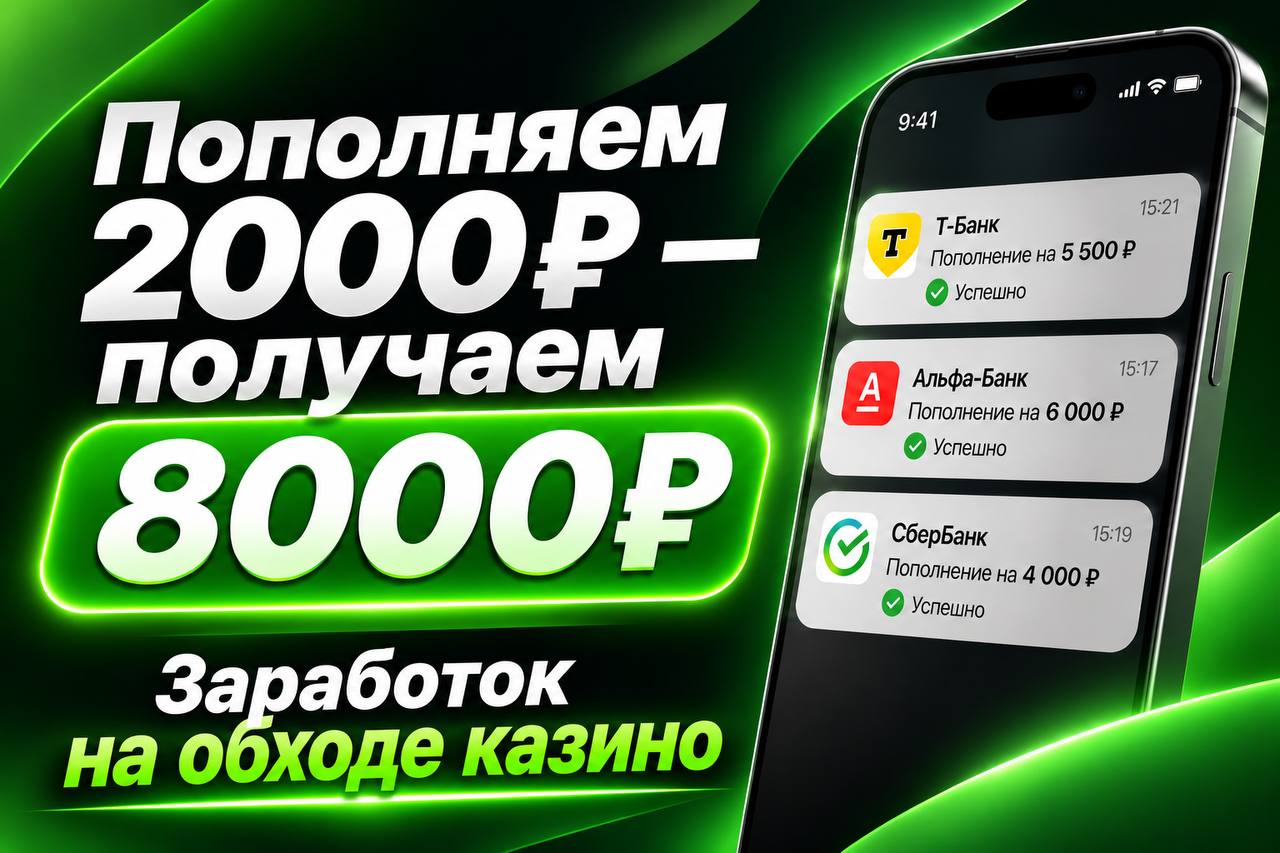 Пополняем
2000₽ —
получаем
8000₽
Заработок
на обходе казино
9:41
Т
Т-Банк
15:21
Пополнение на 5 500 ₽
Успешно
А
Альфа-Банк
15:17
Пополнение на 6 000 ₽
Успешно
СберБанк
15:19
Пополнение на 4 000 ₽
Успешно